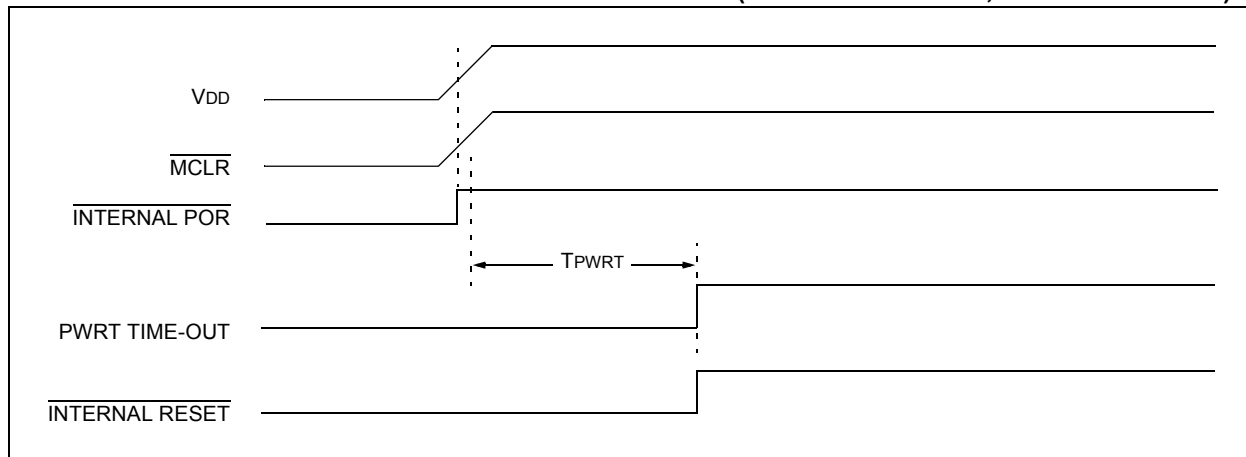 VDD
MCLR
INTERNAL POR
TPWRT
PWRT TIME-OUT
INTERNAL RESET